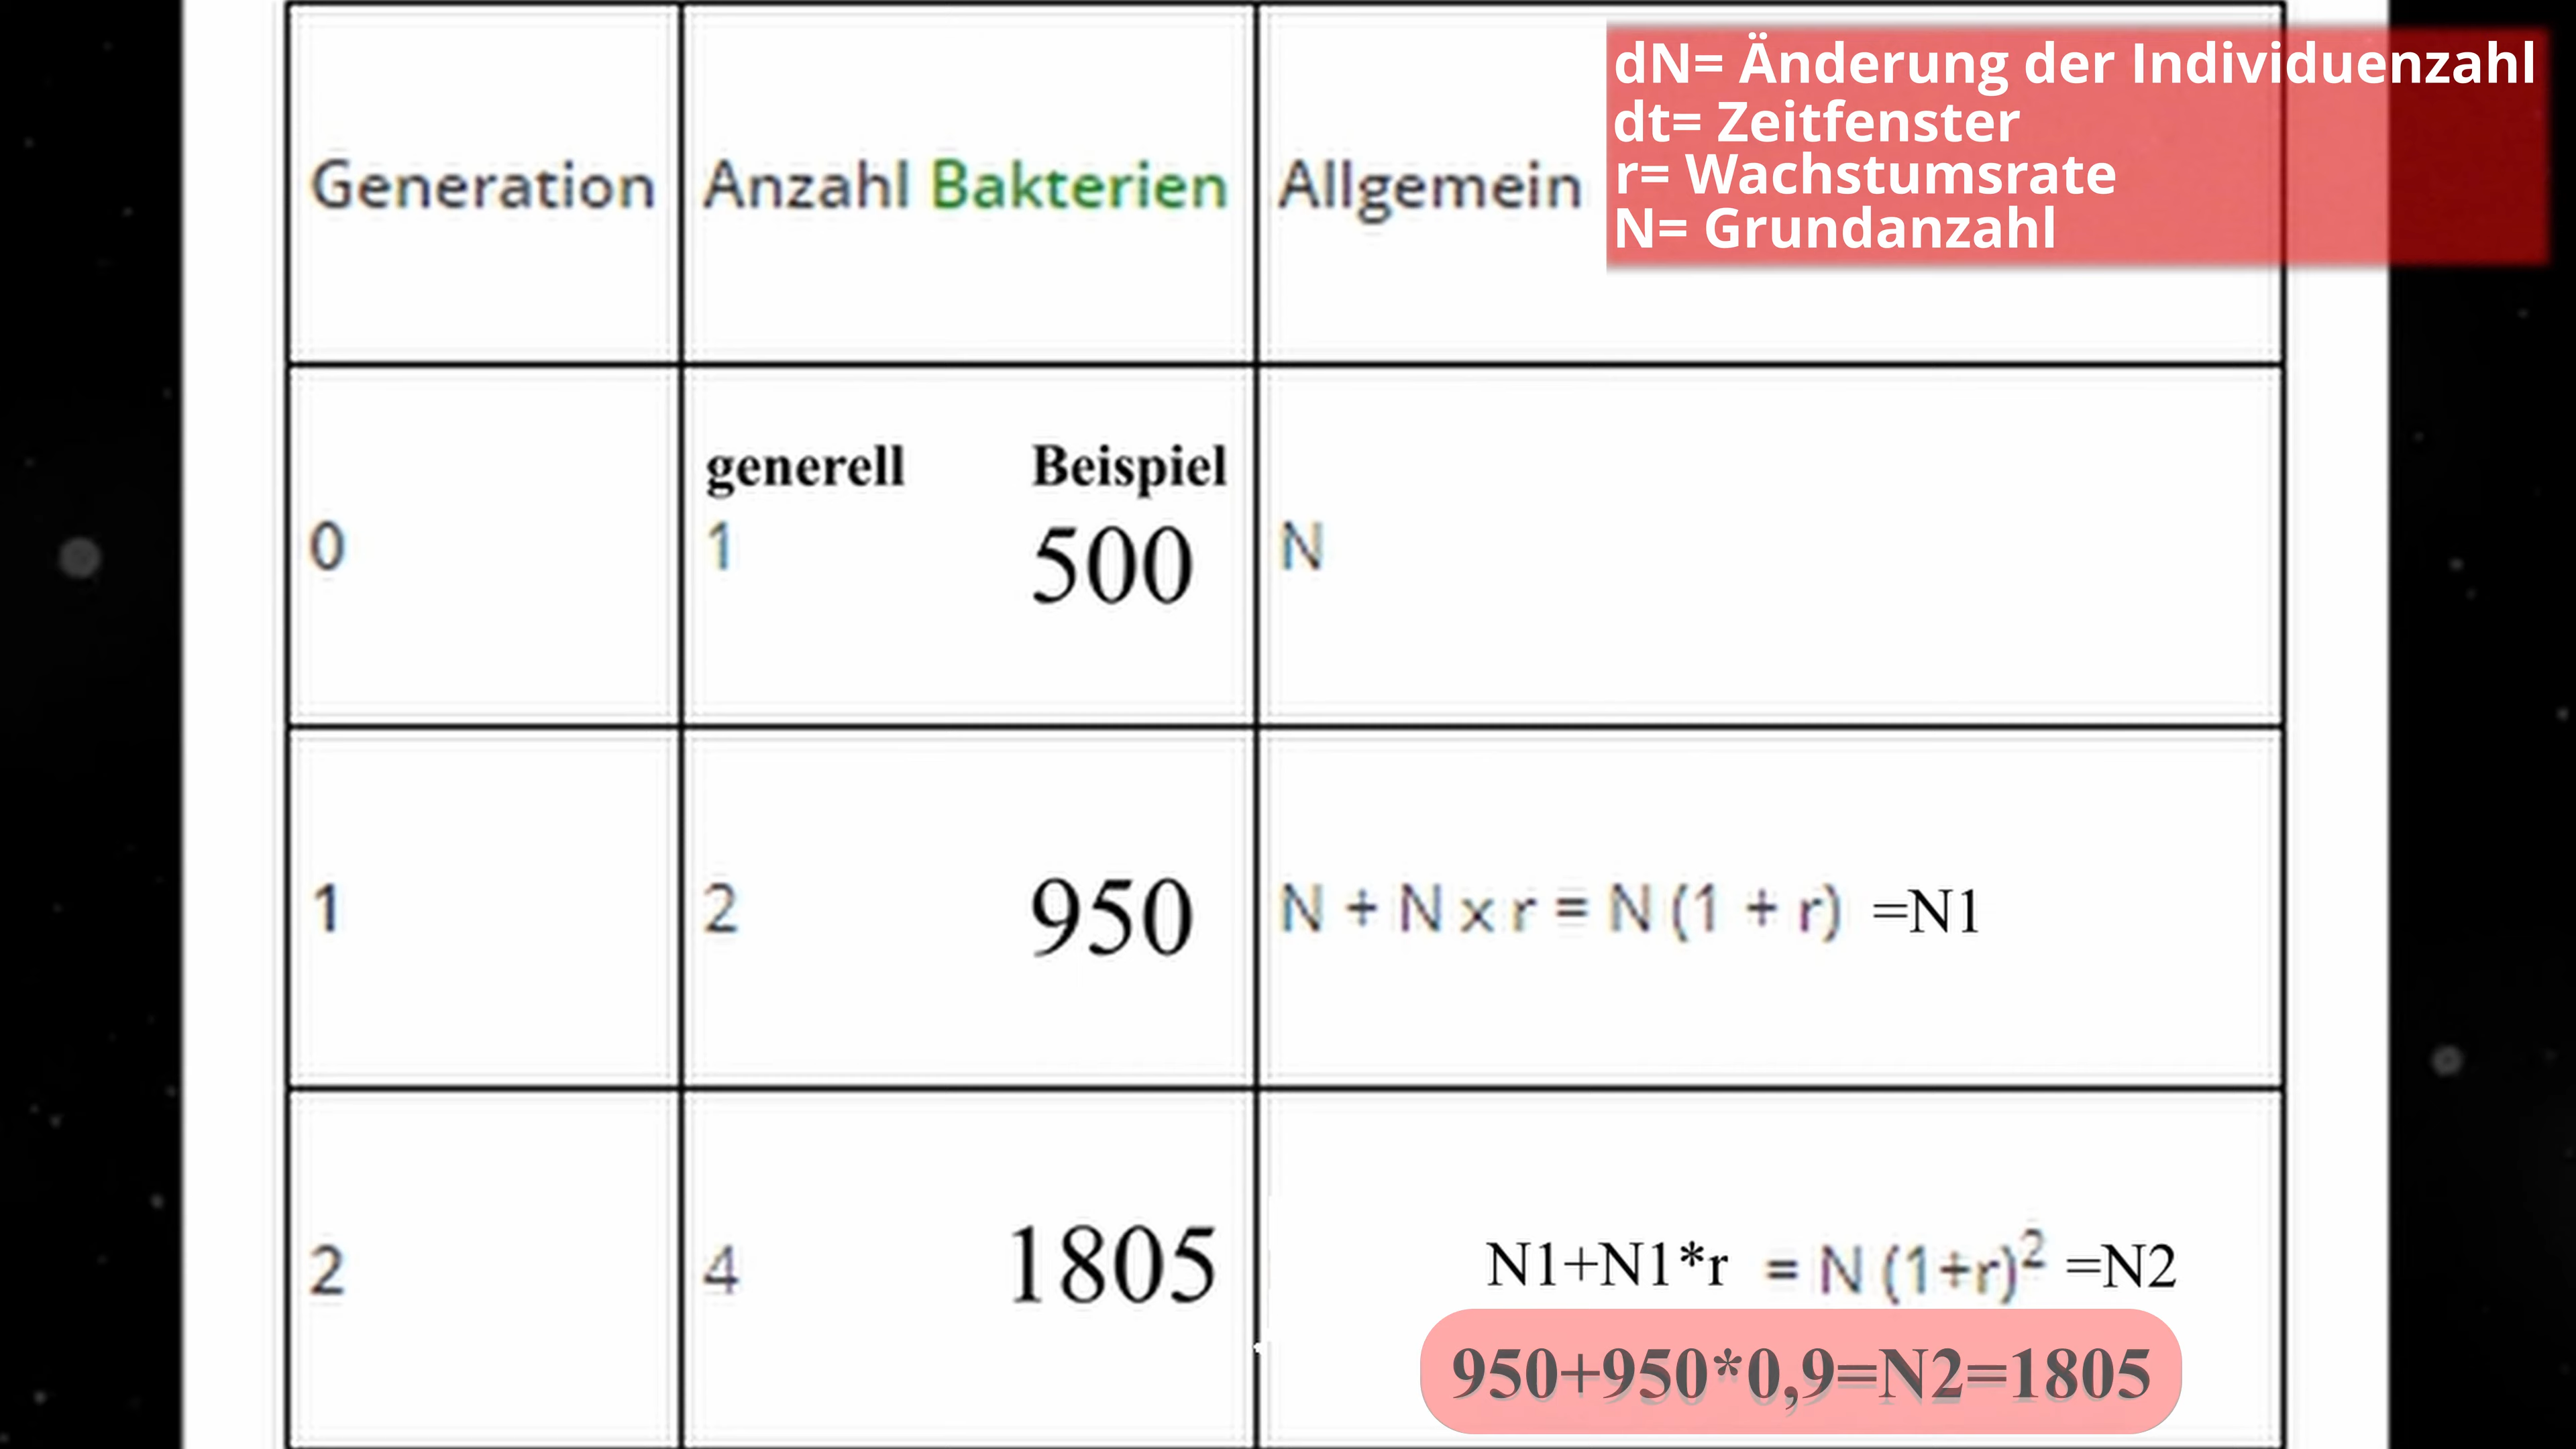 dN= Änderung der Individuenzahl
dt= Zeitfenster
r= Wachstumsrate
N= Grundanzahl
Generation Anzahl Bakterien Allgemein
generell Beispiel
0 1 500 N
1 2 950 N + N x r = N (1 + r) =N1
2 4 1805 N1+N1*r = N (1+r)² =N2
950+950*0,9=N2=1805